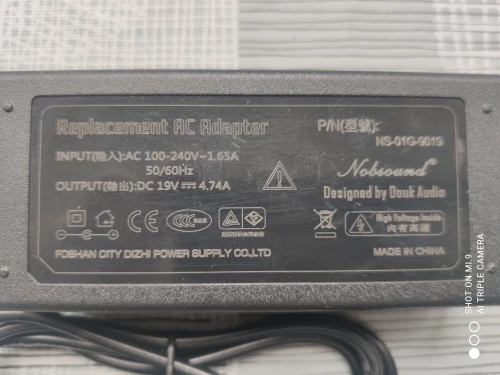 Replacement AC Adapter
P/N(型號):
NS-01G-9019
INPUT(輸入):AC 100-240V~1.65A
50/60Hz
OUTPUT(輸出):DC 19V⎓4.74A
Nobsound®
Designed by Douk Audio
High Voltage Inside
内有高壓
FOSHAN CITY DIZHI POWER SUPPLY CO.,LTD
MADE IN CHINA
SHOT ON MI 9
AI TRIPLE CAMERA